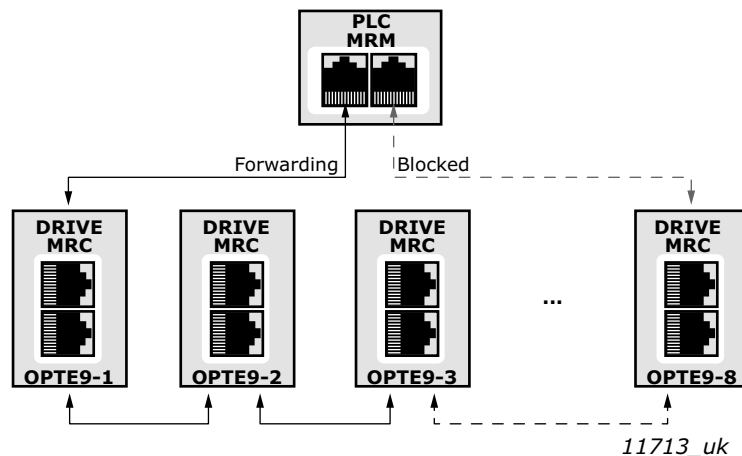 PLC
MRM
Forwarding
Blocked
DRIVE
MRC
OPTE9-1
DRIVE
MRC
OPTE9-2
DRIVE
MRC
OPTE9-3
...
DRIVE
MRC
OPTE9-8
11713_uk